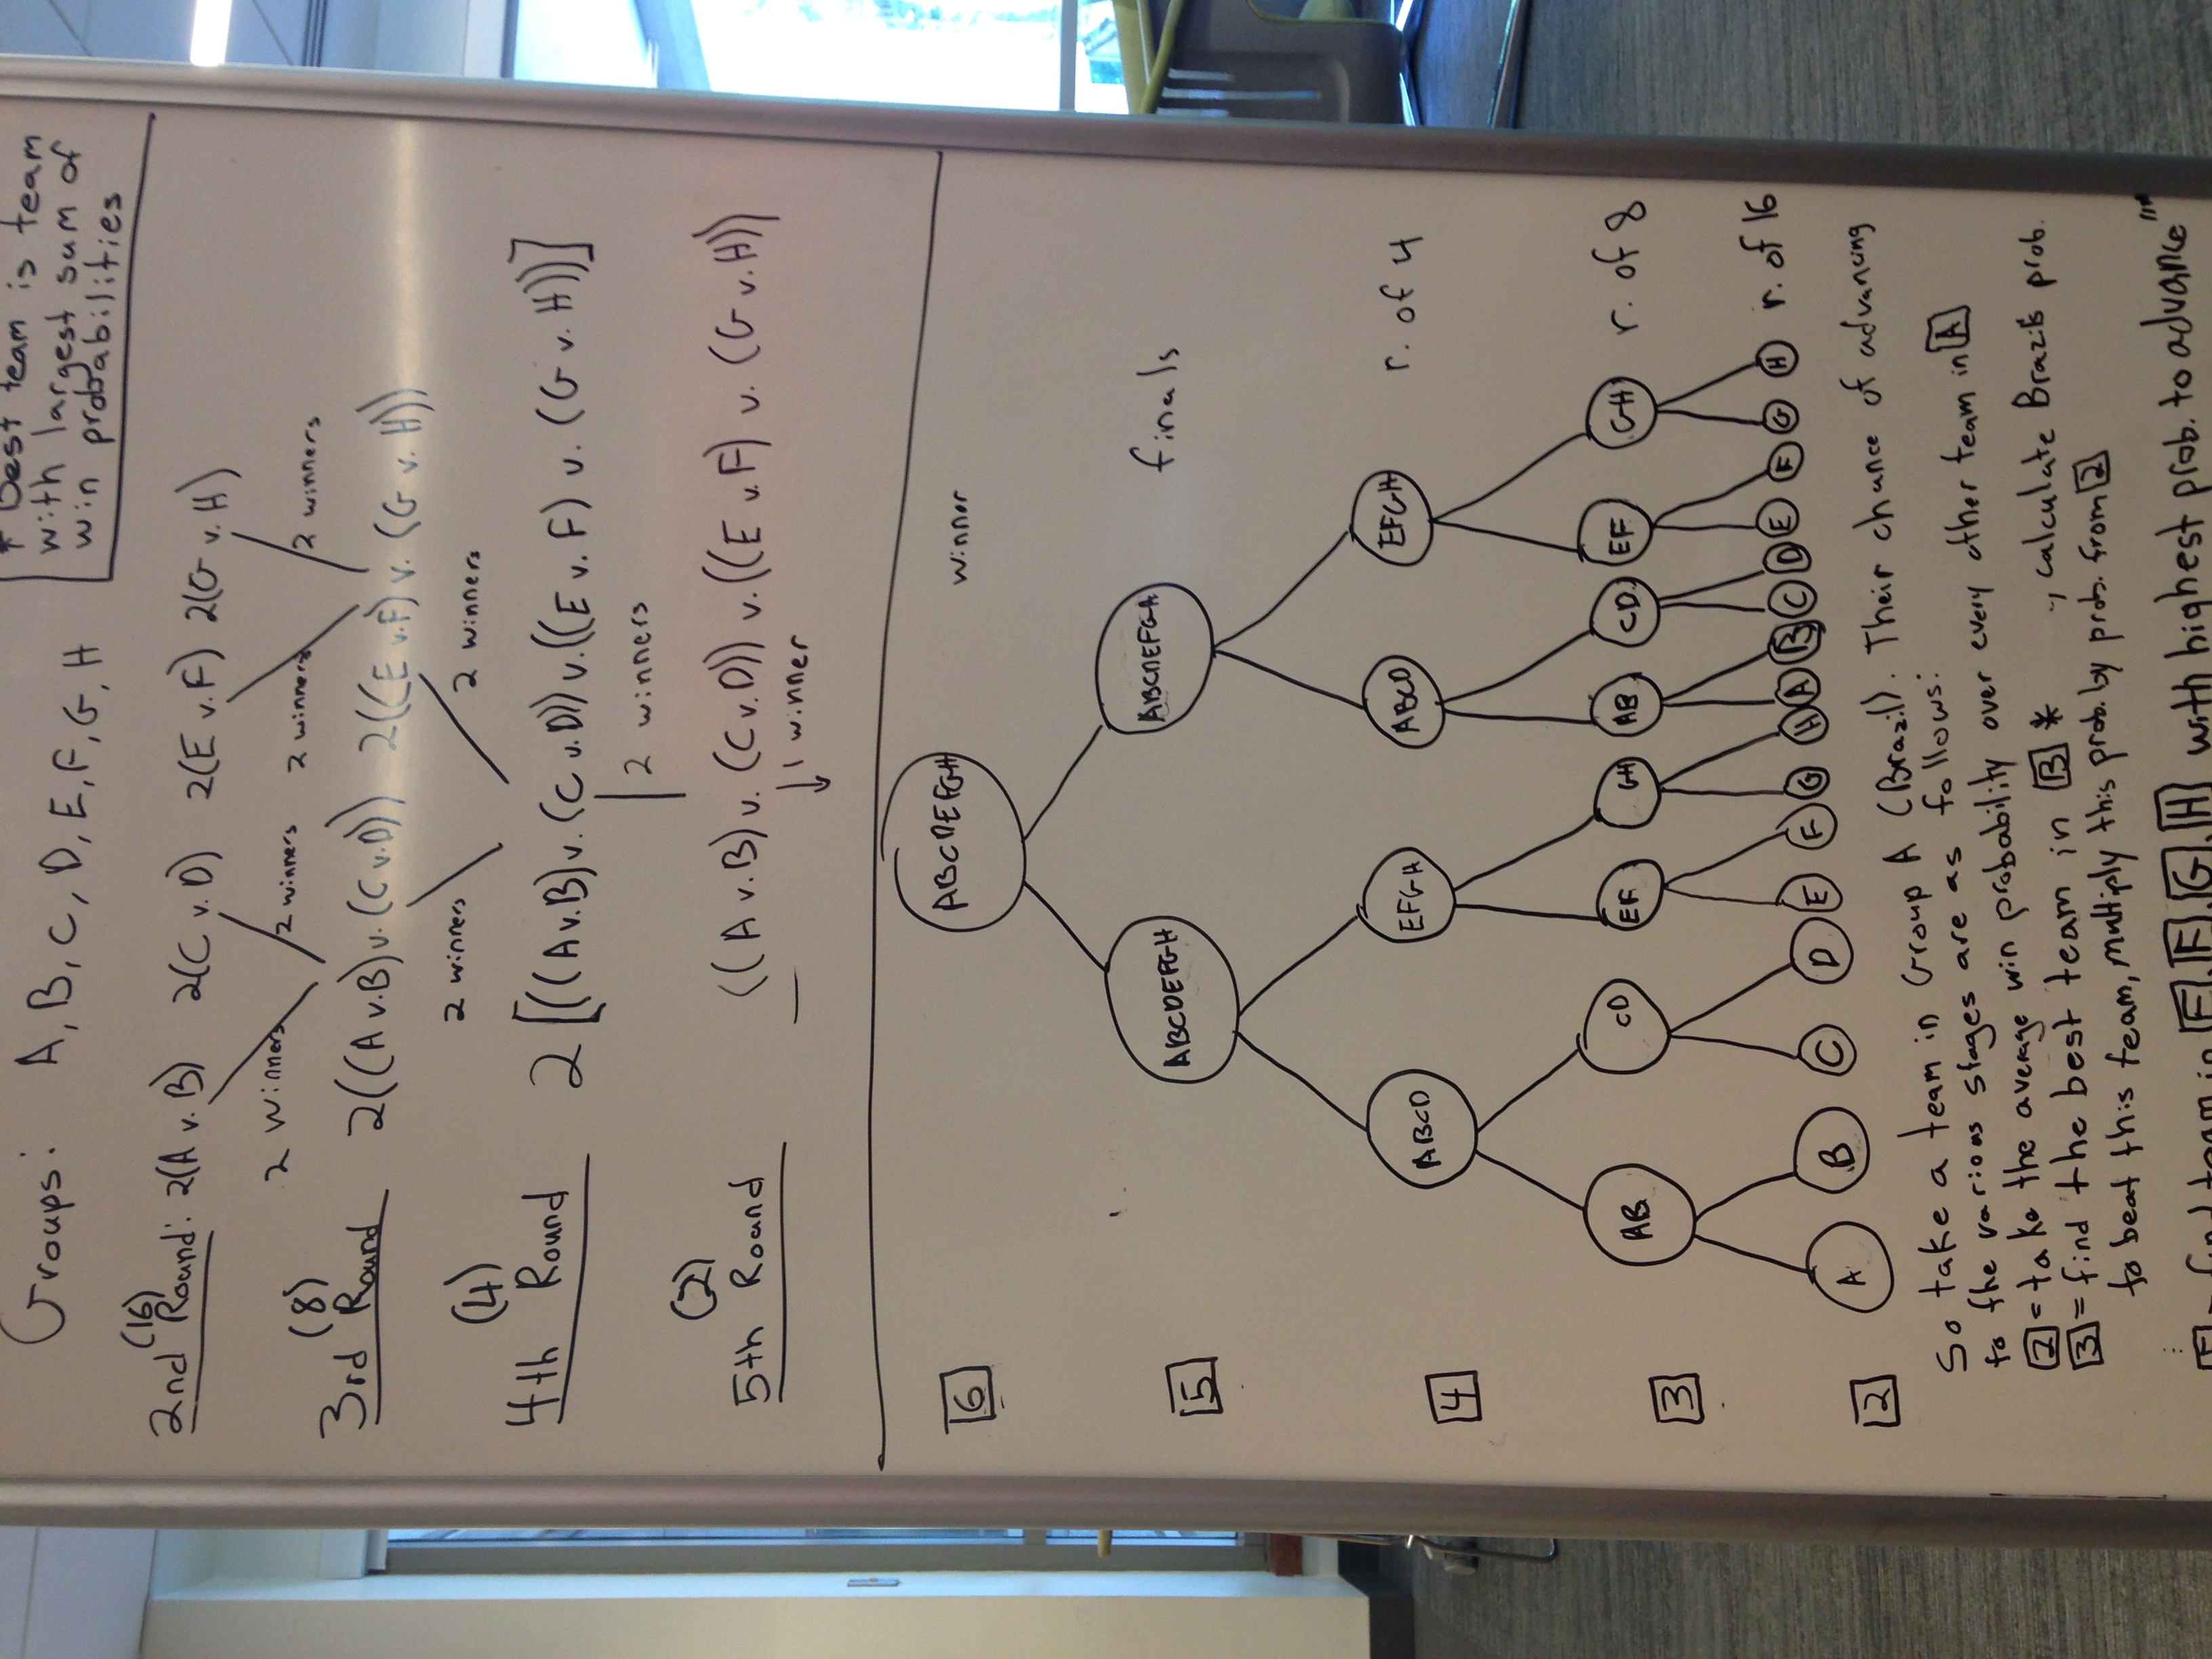 Groups: A, B, C, D, E, F, G, H
* Best team is team
with largest sum of
win probabilities
(16)
2nd Round: 2(A v. B) 2(C v. D) 2(E v. F) 2(G v. H)
2 winners 2 winners 2 winners 2 winners
(8)
3rd Round 2((A v.B) v. (C v.D)) 2((E v.F) v. (G v. H))
2 winners 2 winners
(4)
4th Round 2[((A v.B) v. (C v.D)) v. ((E v. F) v. (G v. H))]
2 winners
(2)
5th Round ((A v.B) v. (C v.D)) v. ((E v.F) v. (G v.H))
1 winner
6 ABCDEFGH winner
5 ABCDEFGH ABCDEFGH finals
4 ABCD EFGH ABCD EFGH r. of 4
3 AB CD EF GH AB CD EF GH r. of 8
2 A B C D E F G H A B C D E F G H r. of 16
So take a team in Group A (Brazil). Their chance of advancing
to the various stages are as follows:
2 = take the average win probability over every other team in A
3 = find the best team in B * , calculate Brazil's prob.
to beat this team, multiply this prob. by prob. from 2
find team in E, F, G, H with highest prob. to advance